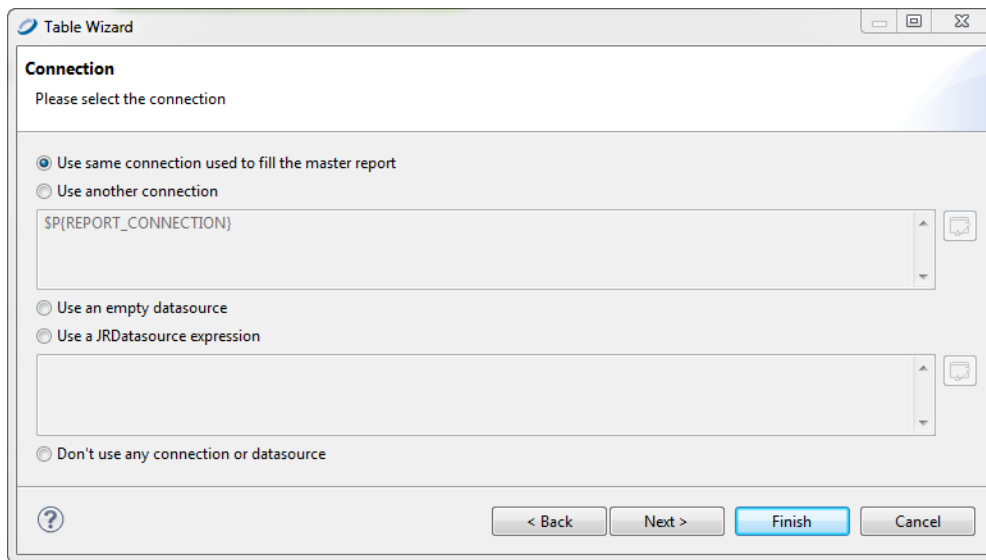 Table Wizard
Connection
Please select the connection
Use same connection used to fill the master report
Use another connection
$P{REPORT_CONNECTION}
Use an empty datasource
Use a JRDatasource expression
Don't use any connection or datasource
?
< Back
Next >
Finish
Cancel